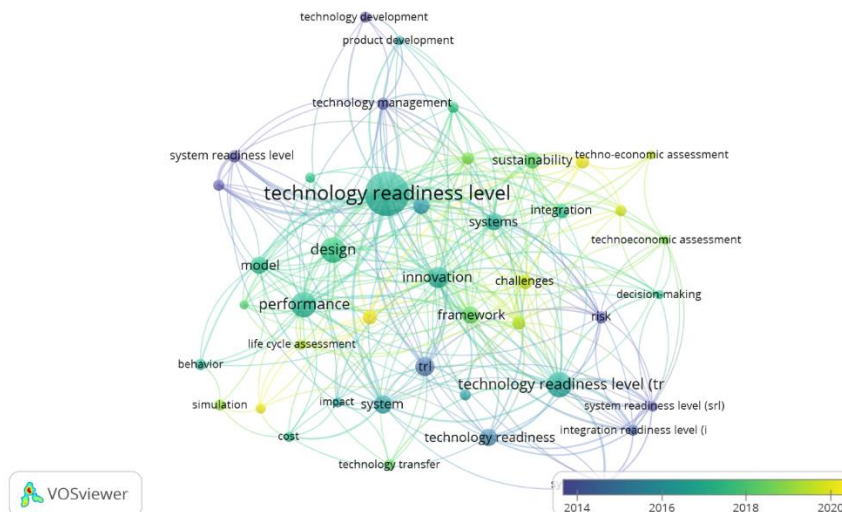 technology development
product development
technology management
system readiness level
sustainability
techno-economic assessment
technology readiness level
integration
systems
design
technoeconomic assessment
model
innovation
challenges
decision-making
performance
framework
risk
life cycle assessment
behavior
trl
technology readiness level (tr
simulation
impact
system
system readiness level (srl)
integration readiness level (i
cost
technology readiness
technology transfer
VOSviewer
2014 2016 2018 2020